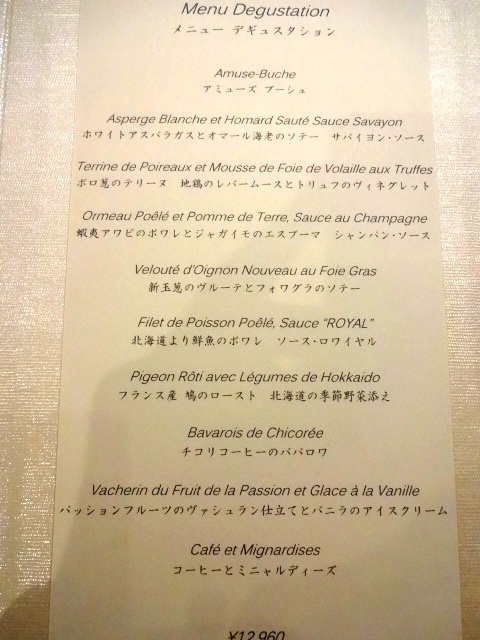 Menu Degustation
メニュー デギュスタション
Amuse-Buche
アミューズ ブーシュ
Asperge Blanche et Homard Sauté Sauce Savayon
ホワイトアスパラガスとオマール海老のソテー サバイヨン・ソース
Terrine de Poireaux et Mousse de Foie de Volaille aux Truffes
ポロ葱のテリーヌ 地鶏のレバームースとトリュフのヴィネグレット
Ormeau Poêlé et Pomme de Terre, Sauce au Champagne
蝦夷アワビのポワレとジャガイモのエスプーマ シャンパン・ソース
Velouté d'Oignon Nouveau au Foie Gras
新玉葱のヴルーテとフォワグラのソテー
Filet de Poisson Poêlé, Sauce “ROYAL”
北海道より鮮魚のポワレ ソース・ロワイヤル
Pigeon Rôti avec Légumes de Hokkaido
フランス産 鳩のロースト 北海道の季節野菜添え
Bavarois de Chicorée
チコリコーヒーのババロワ
Vacherin du Fruit de la Passion et Glace à la Vanille
パッションフルーツのヴァシュラン仕立てとバニラのアイスクリーム
Café et Mignardises
コーヒーとミニャルディーズ
¥12,960